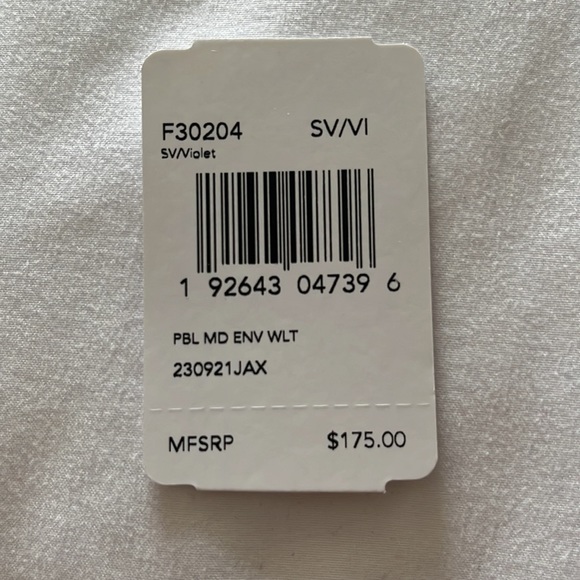 F30204 SV/VI
SV/Violet
1 92643 04739 6
PBL MD ENV WLT
230921JAX
MFSRP $175.00